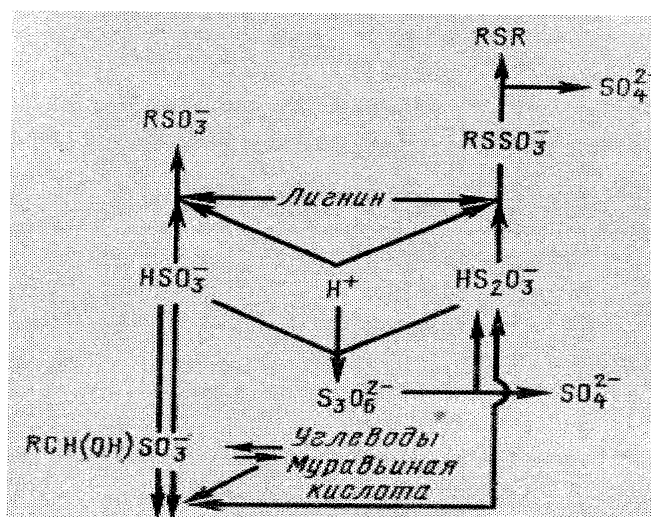 RSR
SO₄²⁻
RSO₃⁻
RSSO₃⁻
Лигнин
HSO₃⁻
H⁺
HS₂O₃⁻
S₃O₆²⁻
SO₄²⁻
RCH(OH)SO₃⁻
Углеводы
Муравьиная
кислота